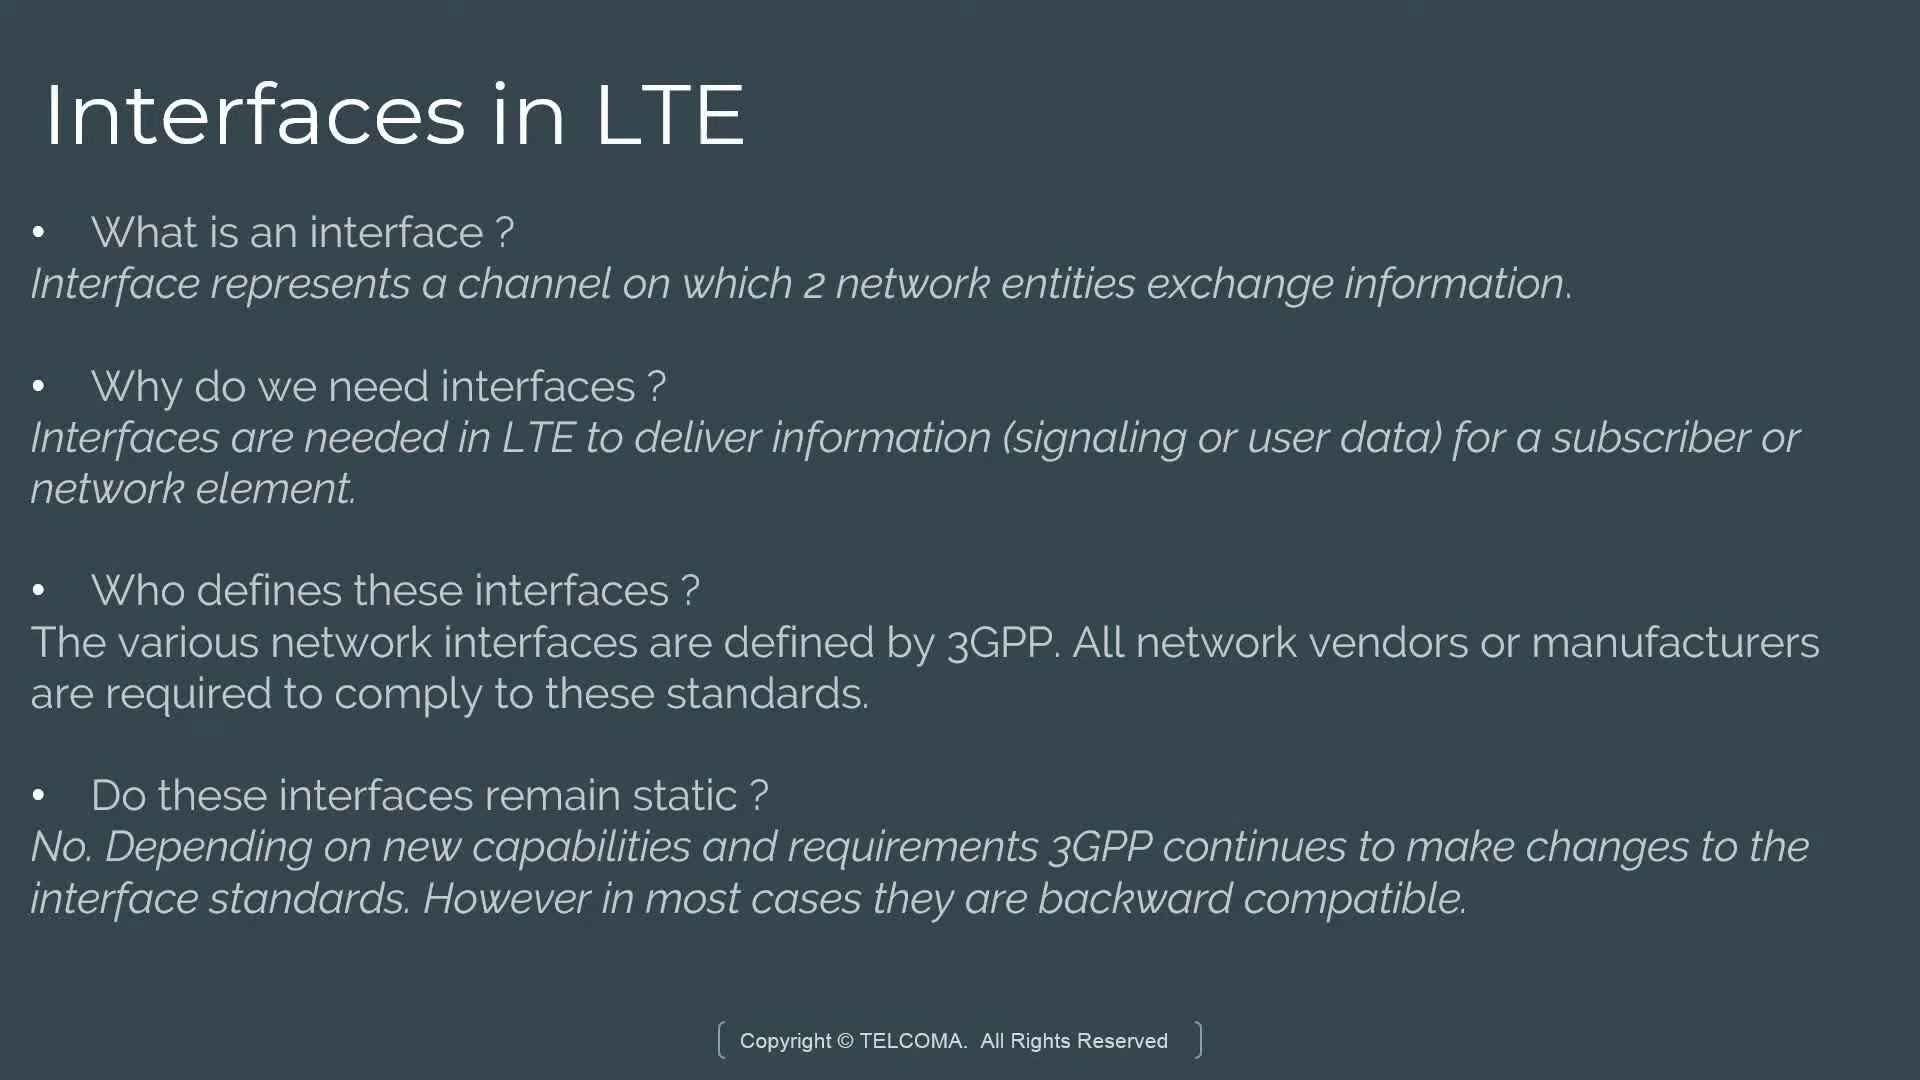 Interfaces in LTE
• What is an interface ?
Interface represents a channel on which 2 network entities exchange information.
• Why do we need interfaces ?
Interfaces are needed in LTE to deliver information (signaling or user data) for a subscriber or
network element.
• Who defines these interfaces ?
The various network interfaces are defined by 3GPP. All network vendors or manufacturers
are required to comply to these standards.
• Do these interfaces remain static ?
No. Depending on new capabilities and requirements 3GPP continues to make changes to the
interface standards. However in most cases they are backward compatible.
Copyright © TELCOMA. All Rights Reserved